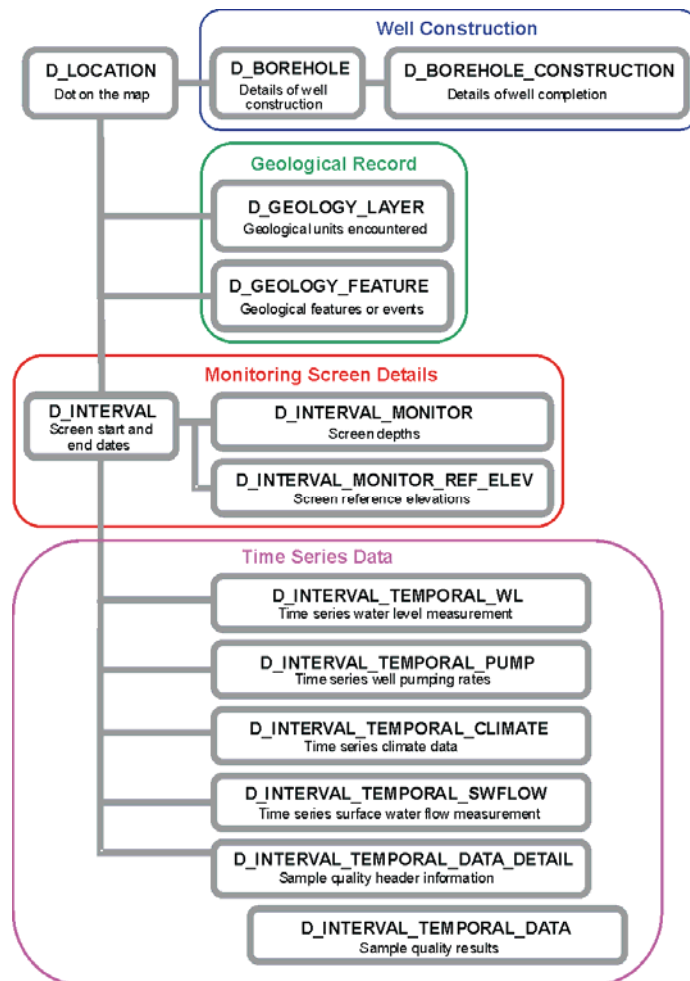 Well Construction
D_LOCATION
Dot on the map
D_BOREHOLE
Details of well
construction
D_BOREHOLE_CONSTRUCTION
Details of well completion
Geological Record
D_GEOLOGY_LAYER
Geological units encountered
D_GEOLOGY_FEATURE
Geological features or events
Monitoring Screen Details
D_INTERVAL
Screen start and
end dates
D_INTERVAL_MONITOR
Screen depths
D_INTERVAL_MONITOR_REF_ELEV
Screen reference elevations
Time Series Data
D_INTERVAL_TEMPORAL_WL
Time series water level measurement
D_INTERVAL_TEMPORAL_PUMP
Time series well pumping rates
D_INTERVAL_TEMPORAL_CLIMATE
Time series climate data
D_INTERVAL_TEMPORAL_SWFLOW
Time series surface water flow measurement
D_INTERVAL_TEMPORAL_DATA_DETAIL
Sample quality header information
D_INTERVAL_TEMPORAL_DATA
Sample quality results